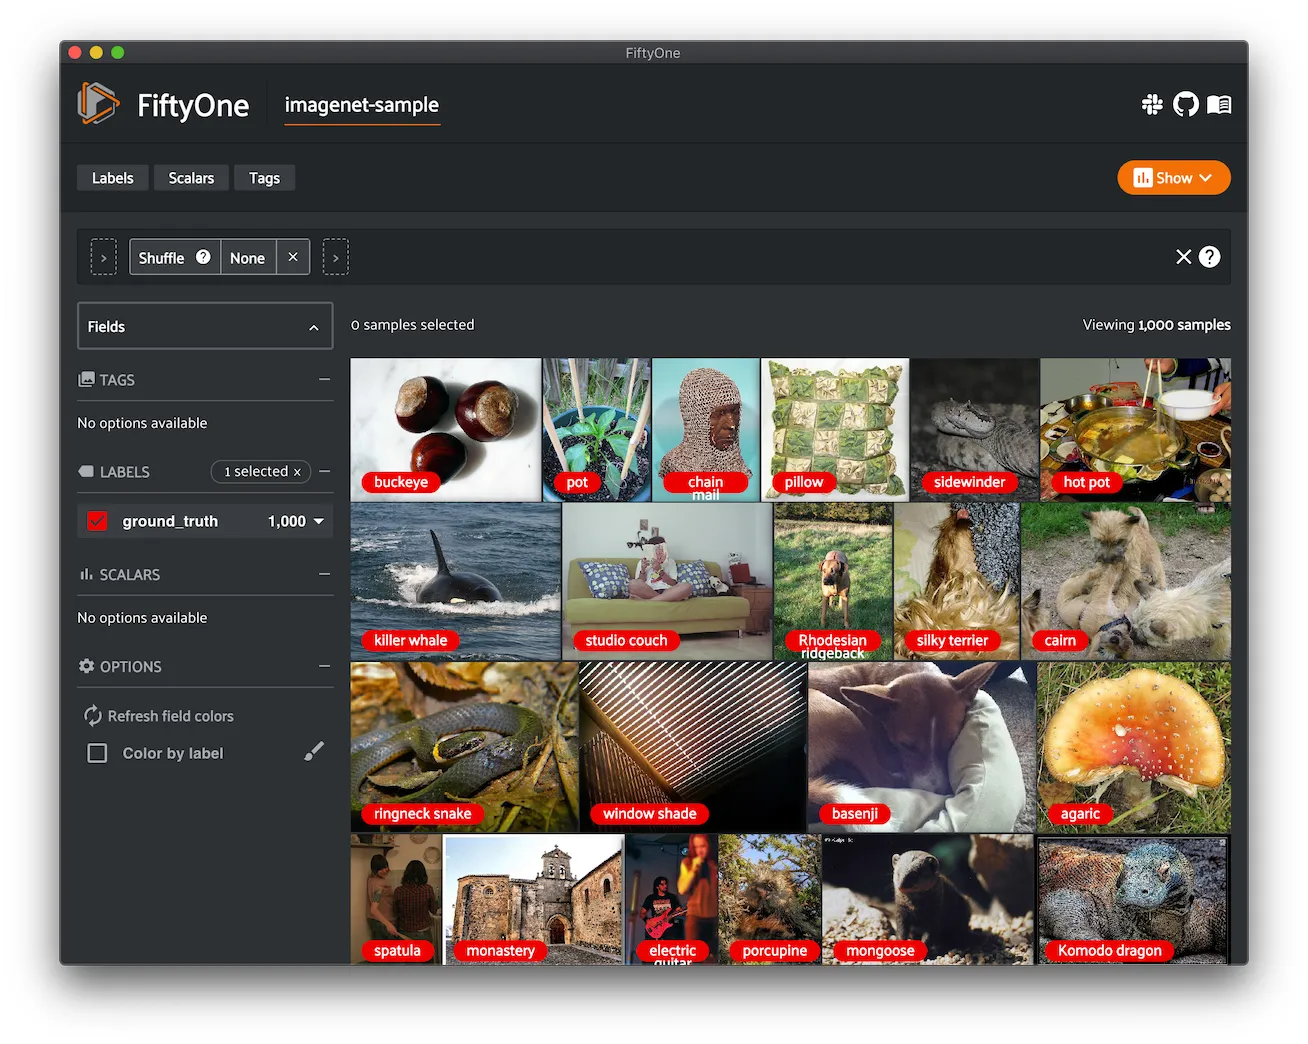 FiftyOne
FiftyOne
imagenet-sample
Labels
Scalars
Tags
Show
Shuffle ? None ×
?
Fields
0 samples selected
Viewing 1,000 samples
TAGS
No options available
LABELS
1 selected x
ground_truth
1,000
SCALARS
No options available
OPTIONS
Refresh field colors
Color by label
buckeye
pot
chain
mail
pillow
sidewinder
hot pot
killer whale
studio couch
Rhodesian
ridgeback
silky terrier
cairn
ringneck snake
window shade
basenji
agaric
spatula
monastery
electric
guitar
porcupine
mongoose
Komodo dragon